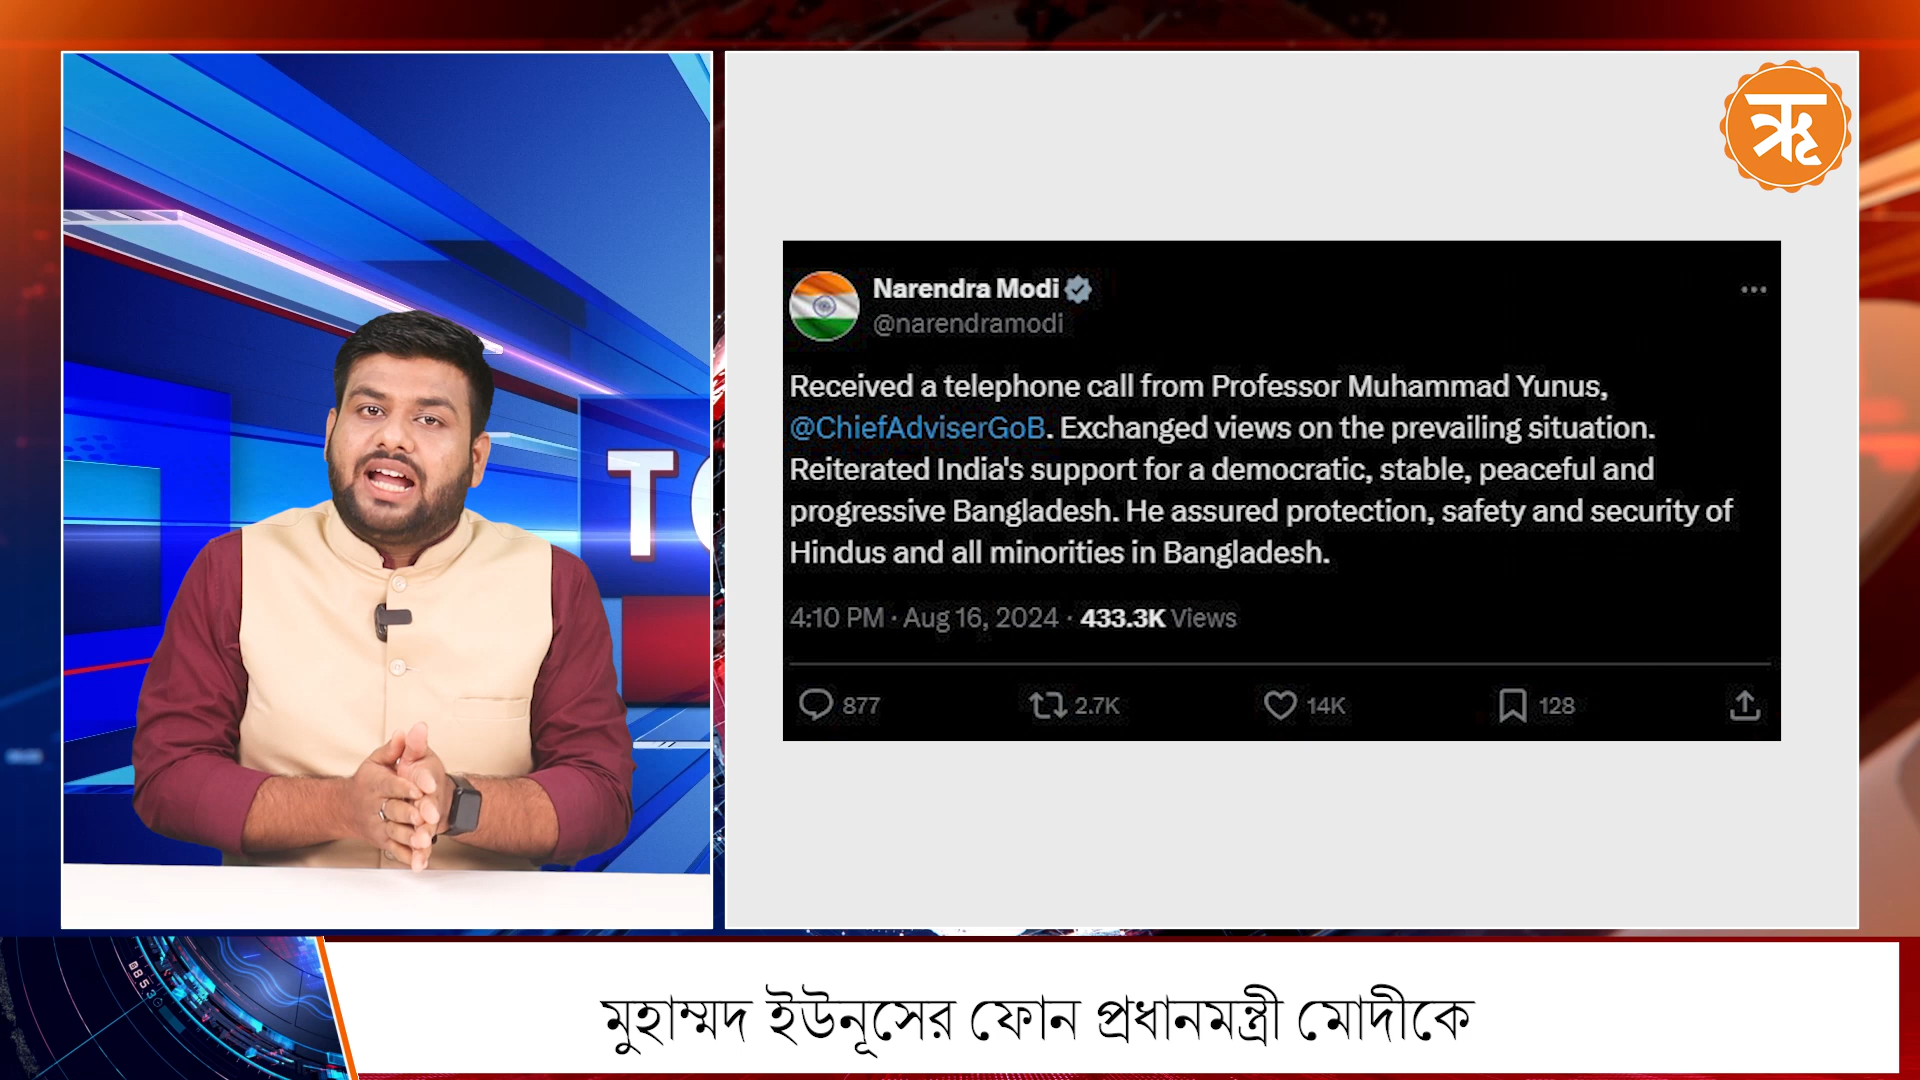 ঋ
TO
Narendra Modi
@narendramodi
Received a telephone call from Professor Muhammad Yunus,
@ChiefAdviserGoB. Exchanged views on the prevailing situation.
Reiterated India's support for a democratic, stable, peaceful and
progressive Bangladesh. He assured protection, safety and security of
Hindus and all minorities in Bangladesh.
4:10 PM · Aug 16, 2024 · 433.3K Views
877 2.7K 14K 128
মুহাম্মদ ইউনূসের ফোন প্রধানমন্ত্রী মোদীকে